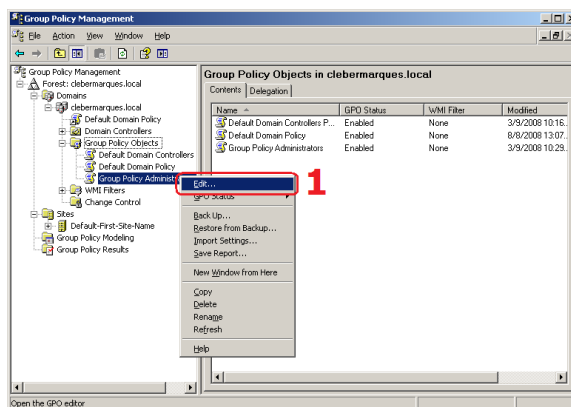 Group Policy Management
File Action View Window Help
Group Policy Management
Forest: clebermarques.local
Domains
clebermarques.local
Default Domain Policy
Domain Controllers
Group Policy Objects
Default Domain Controllers
Default Domain Policy
Group Policy Administr
WMI Filters
Change Control
Sites
Default-First-Site-Name
Group Policy Modeling
Group Policy Results
Group Policy Objects in clebermarques.local
Contents Delegation
Name GPO Status WMI Filter Modified
Default Domain Controllers P... Enabled None 3/9/2008 10:16..
Default Domain Policy Enabled None 8/8/2008 13:07..
Group Policy Administrators Enabled None 3/9/2008 10:29..
Edit...
1
GPO Status
Back Up...
Restore from Backup...
Import Settings...
Save Report...
New Window from Here
Copy
Delete
Rename
Refresh
Help
Open the GPO editor